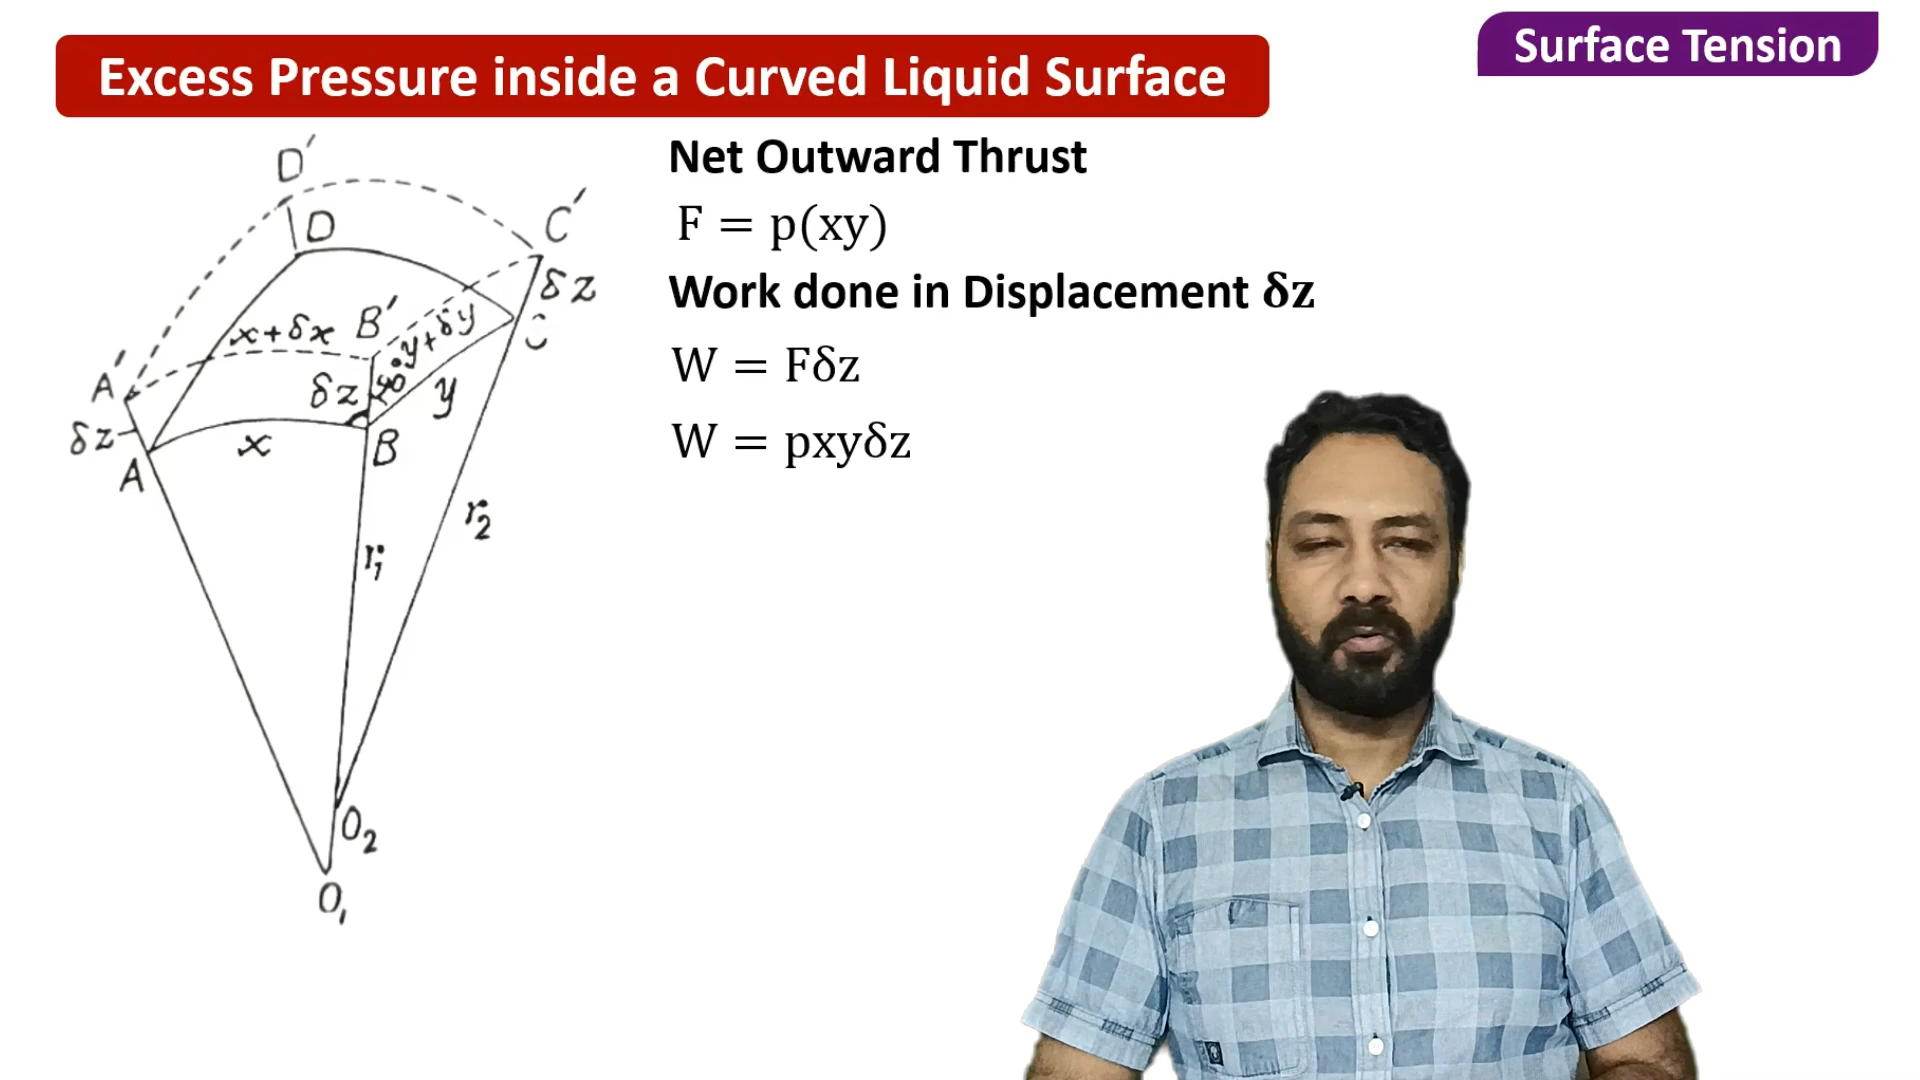 Excess Pressure inside a Curved Liquid Surface
Surface Tension
Net Outward Thrust
F = p(xy)
Work done in Displacement δz
W = Fδz
W = pxyδz
D′
D
C′
δz
B′
x+δx
y+δy
C
A′
δz
90°
y
δz
x
B
A
r₂
r₁
O₂
O₁